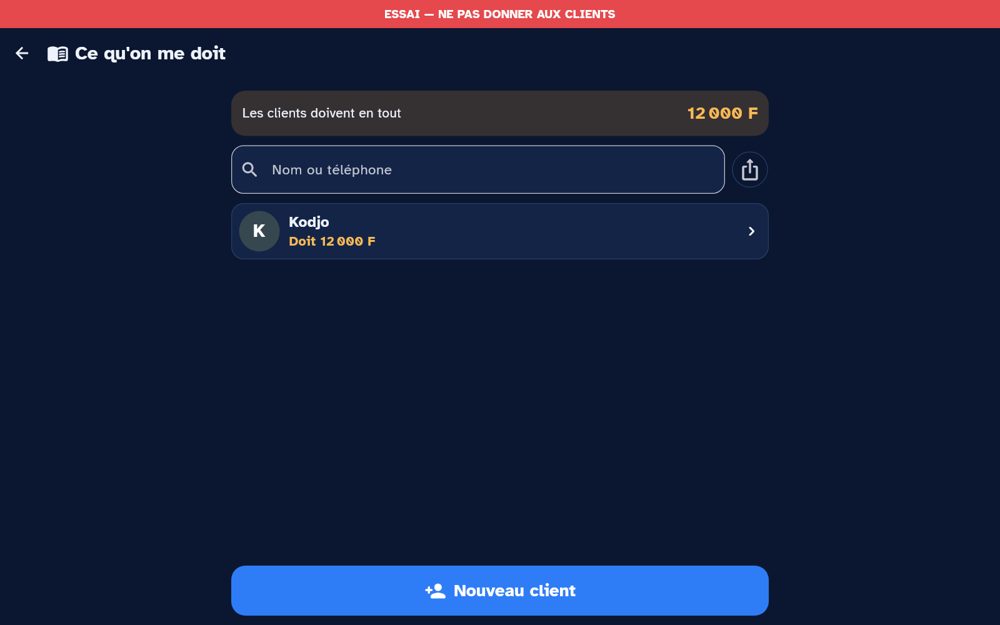 ESSAI — NE PAS DONNER AUX CLIENTS
Ce qu'on me doit
Les clients doivent en tout
12 000 F
Nom ou téléphone
K
Kodjo
Doit 12 000 F
Nouveau client